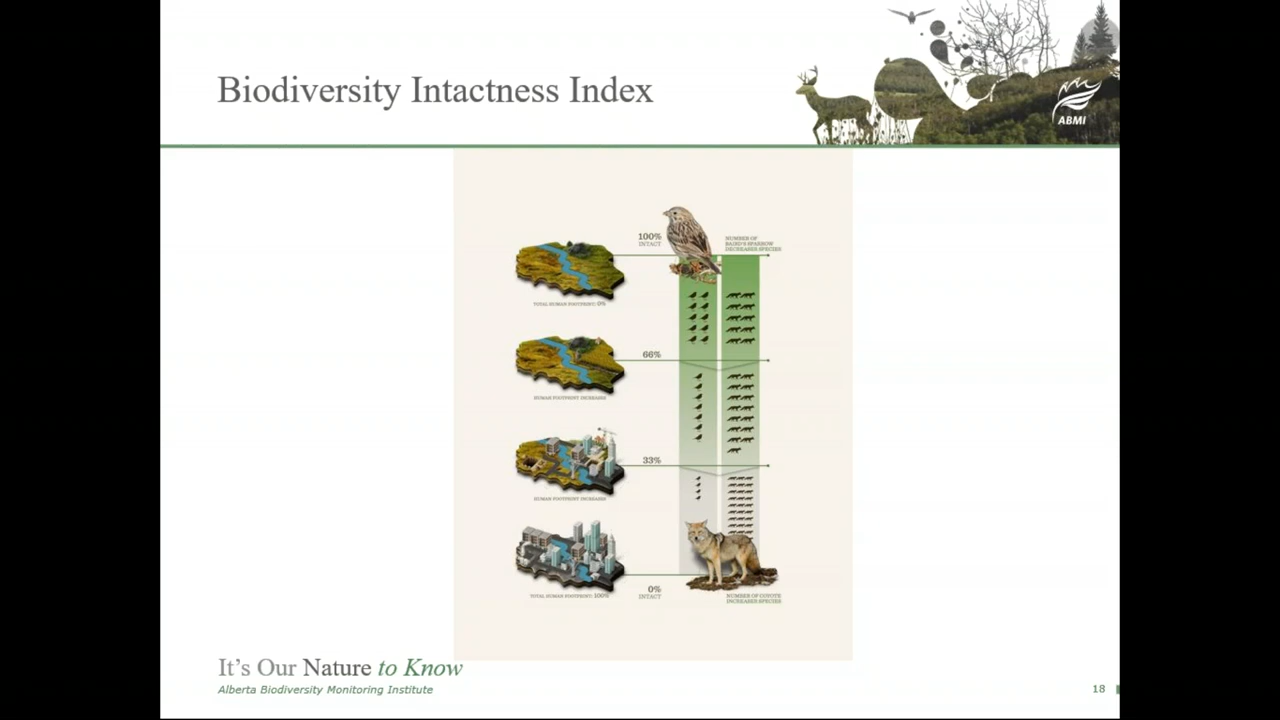 Biodiversity Intactness Index
ABMI
100%
INTACT
NUMBER OF
BAIRD'S SPARROW
DECREASES SPECIES
TOTAL HUMAN FOOTPRINT: 0%
66%
HUMAN FOOTPRINT INCREASES
33%
HUMAN FOOTPRINT INCREASES
0%
INTACT
TOTAL HUMAN FOOTPRINT: 100%
NUMBER OF COYOTE
INCREASES SPECIES
It's Our Nature to Know
Alberta Biodiversity Monitoring Institute
18